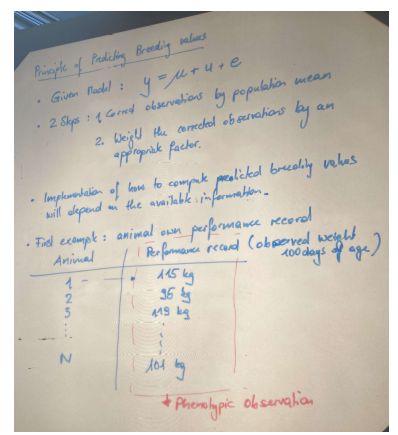 Principle of Predicting Breeding values
• Given Model : y = μ + u + e
• 2 Steps : 1. Correct observations by population mean
2. Weight the corrected observations by an
appropriate factor.
• Implementation of how to compute predicted breeding values
will depend on the available information.
• First example : animal own performance record
Animal Performance record (observed weight
100 days of age)
1 115 kg
2 96 kg
3 119 kg
N 101 kg
Phenotypic observation